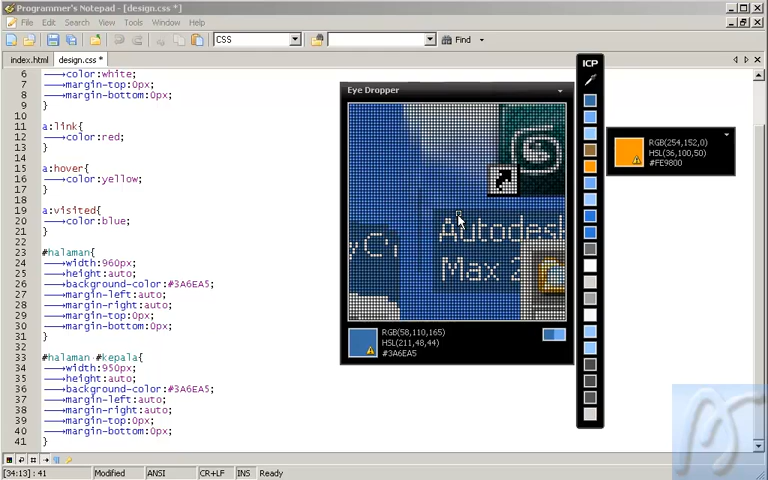 Programmer's Notepad - [design.css *]
File Edit Search View Tools Window Help
CSS
Find
index.html design.css *
6 color:white;
7 margin-top:0px;
8 margin-bottom:0px;
9 }
10
11 a:link{
12 color:red;
13 }
14
15 a:hover{
16 color:yellow;
17 }
18
19 a:visited{
20 color:blue;
21 }
22
23 #halaman{
24 width:960px;
25 height:auto;
26 background-color:#3A6EA5;
27 margin-left:auto;
28 margin-right:auto;
29 margin-top:0px;
30 margin-bottom:0px;
31 }
32
33 #halaman #kepala{
34 width:950px;
35 height:auto;
36 background-color:#3A6EA5;
37 margin-left:auto;
38 margin-right:auto;
39 margin-top:0px;
40 margin-bottom:0px;
41 }
Eye Dropper
Autodesk
Max 2
RGB(58,110,165)
HSL(211,48,44)
#3A6EA5
ICP
RGB(254,152,0)
HSL(36,100,50)
#FE9800
[34:13] : 41 Modified ANSI CR+LF INS Ready